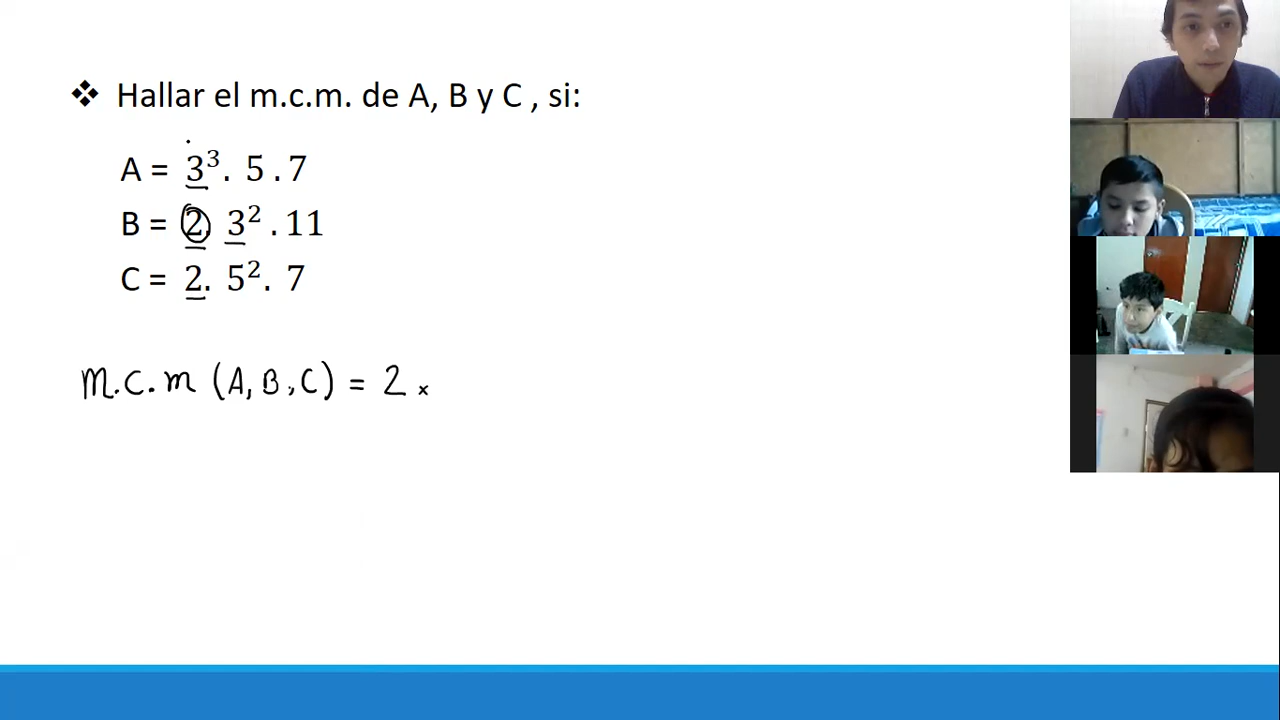 ❖ Hallar el m.c.m. de A, B y C , si:
A = 3³. 5 . 7
B = 2. 3² . 11
C = 2. 5². 7
m.c.m (A, B, C) = 2 ×